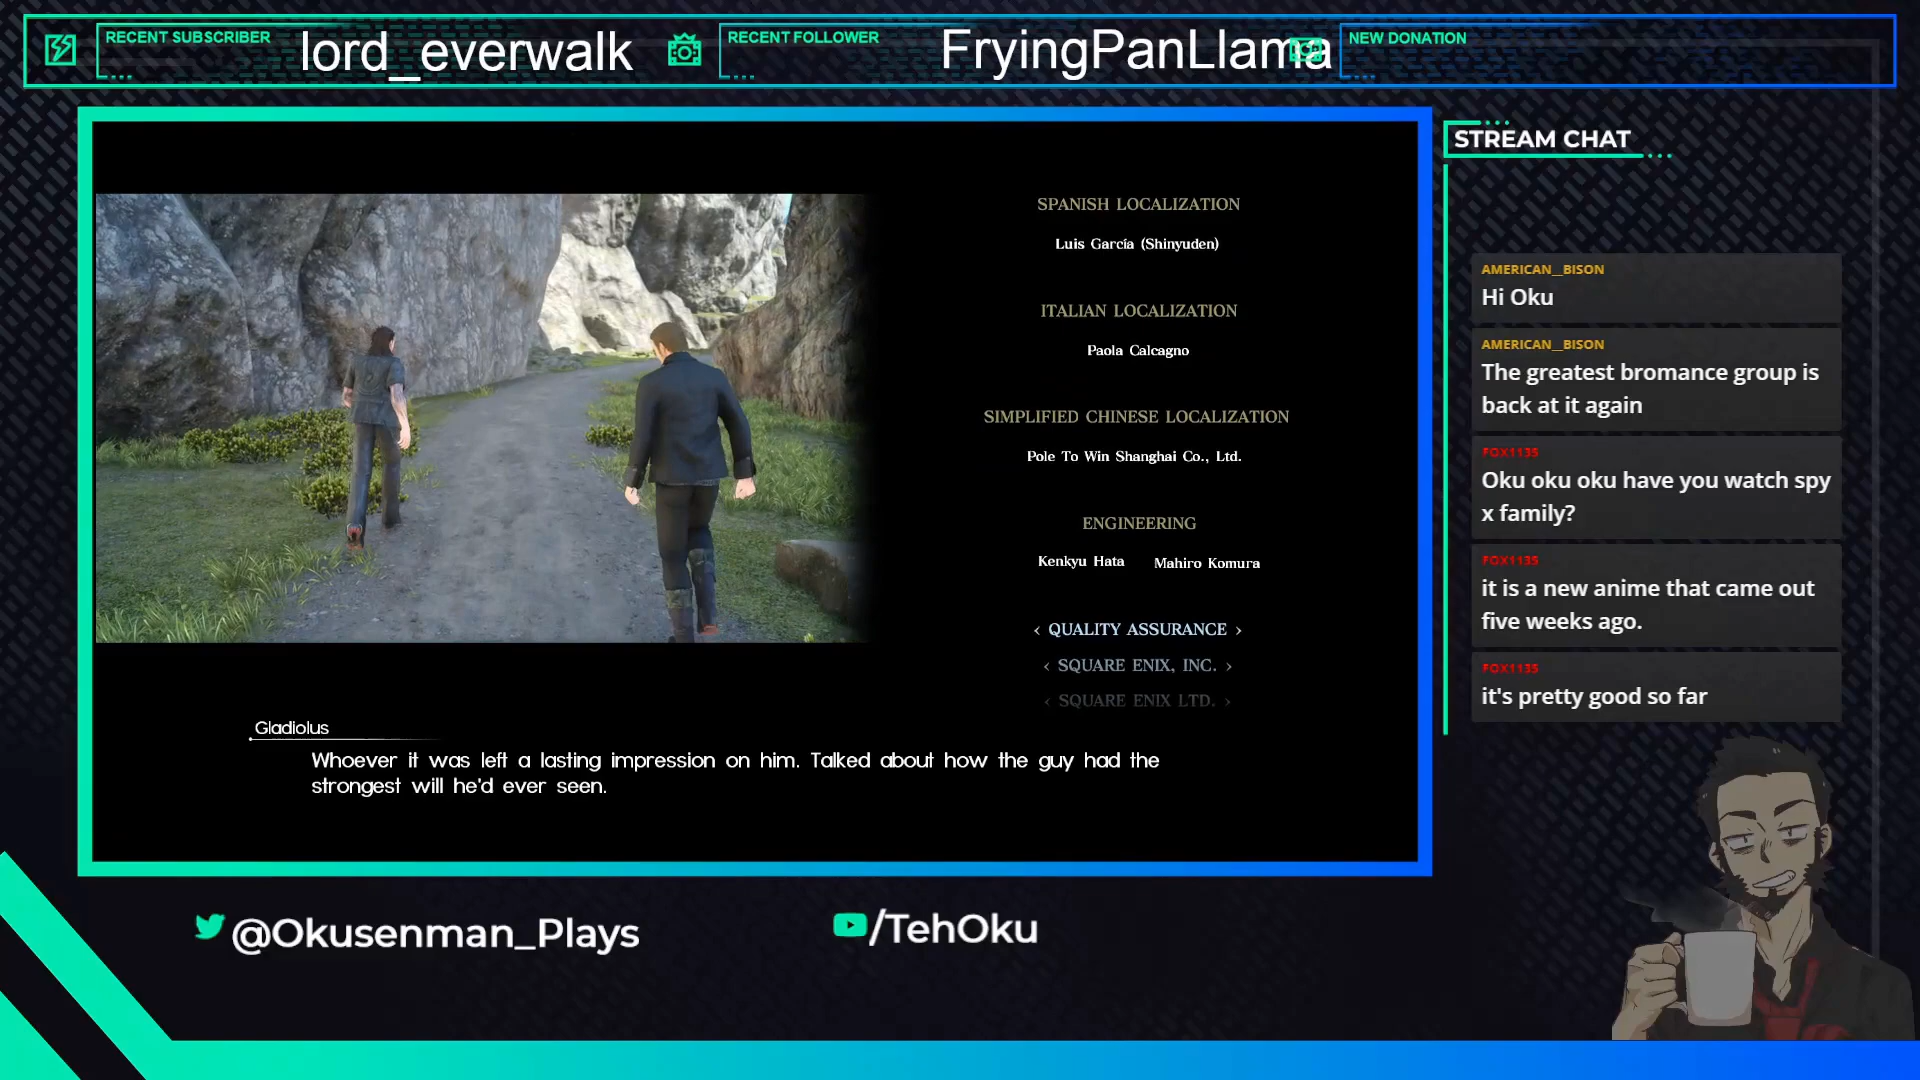 RECENT SUBSCRIBER
lord_everwalk
RECENT FOLLOWER
FryingPanLlama
NEW DONATION
STREAM CHAT
SPANISH LOCALIZATION
Luis García (Shinyuden)
ITALIAN LOCALIZATION
Paola Calcagno
SIMPLIFIED CHINESE LOCALIZATION
Pole To Win Shanghai Co., Ltd.
ENGINEERING
Kenkyu Hata Mahiro Komura
‹ QUALITY ASSURANCE ›
‹ SQUARE ENIX, INC. ›
‹ SQUARE ENIX LTD. ›
Gladiolus
Whoever it was left a lasting impression on him. Talked about how the guy had the
strongest will he'd ever seen.
AMERICAN__BISON
Hi Oku
AMERICAN__BISON
The greatest bromance group is
back at it again
FOX1135
Oku oku oku have you watch spy
x family?
FOX1135
it is a new anime that came out
five weeks ago.
FOX1135
it's pretty good so far
@Okusenman_Plays
/TehOku